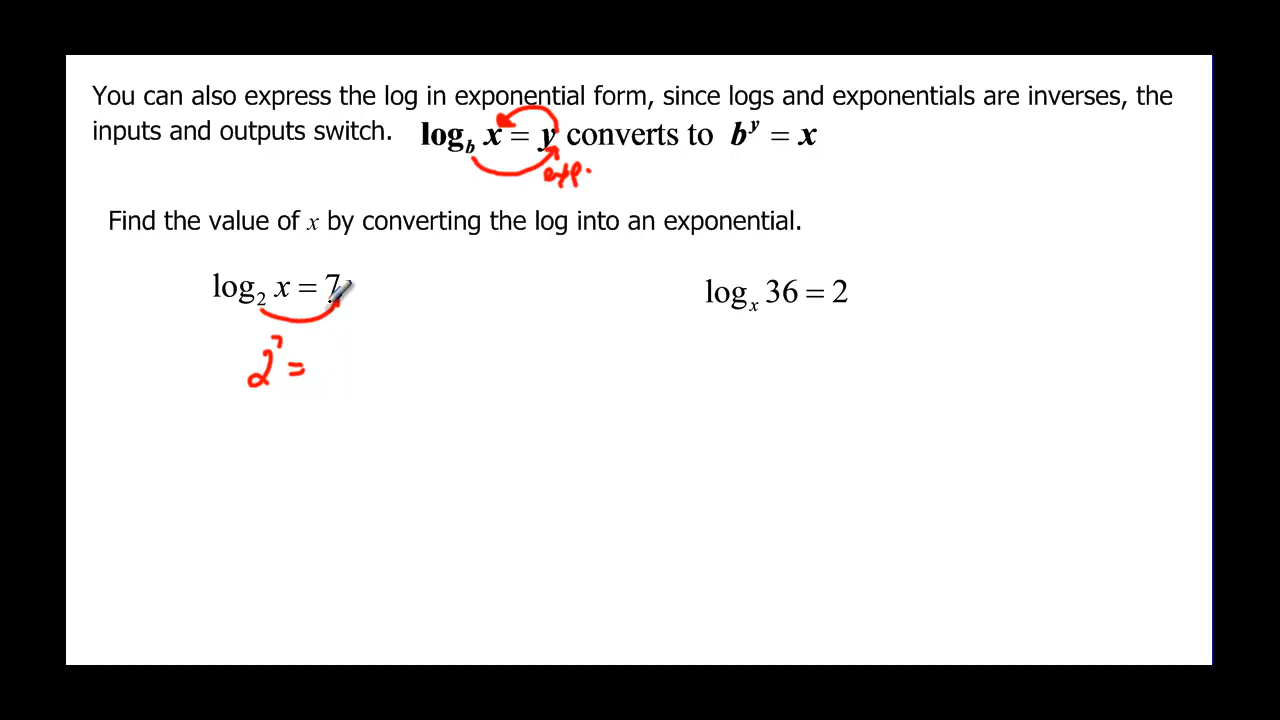 You can also express the log in exponential form, since logs and exponentials are inverses, the
inputs and outputs switch. log_b x = y converts to b^y = x
exp.
Find the value of x by converting the log into an exponential.
log_2 x = 7
log_x 36 = 2
2^7 =